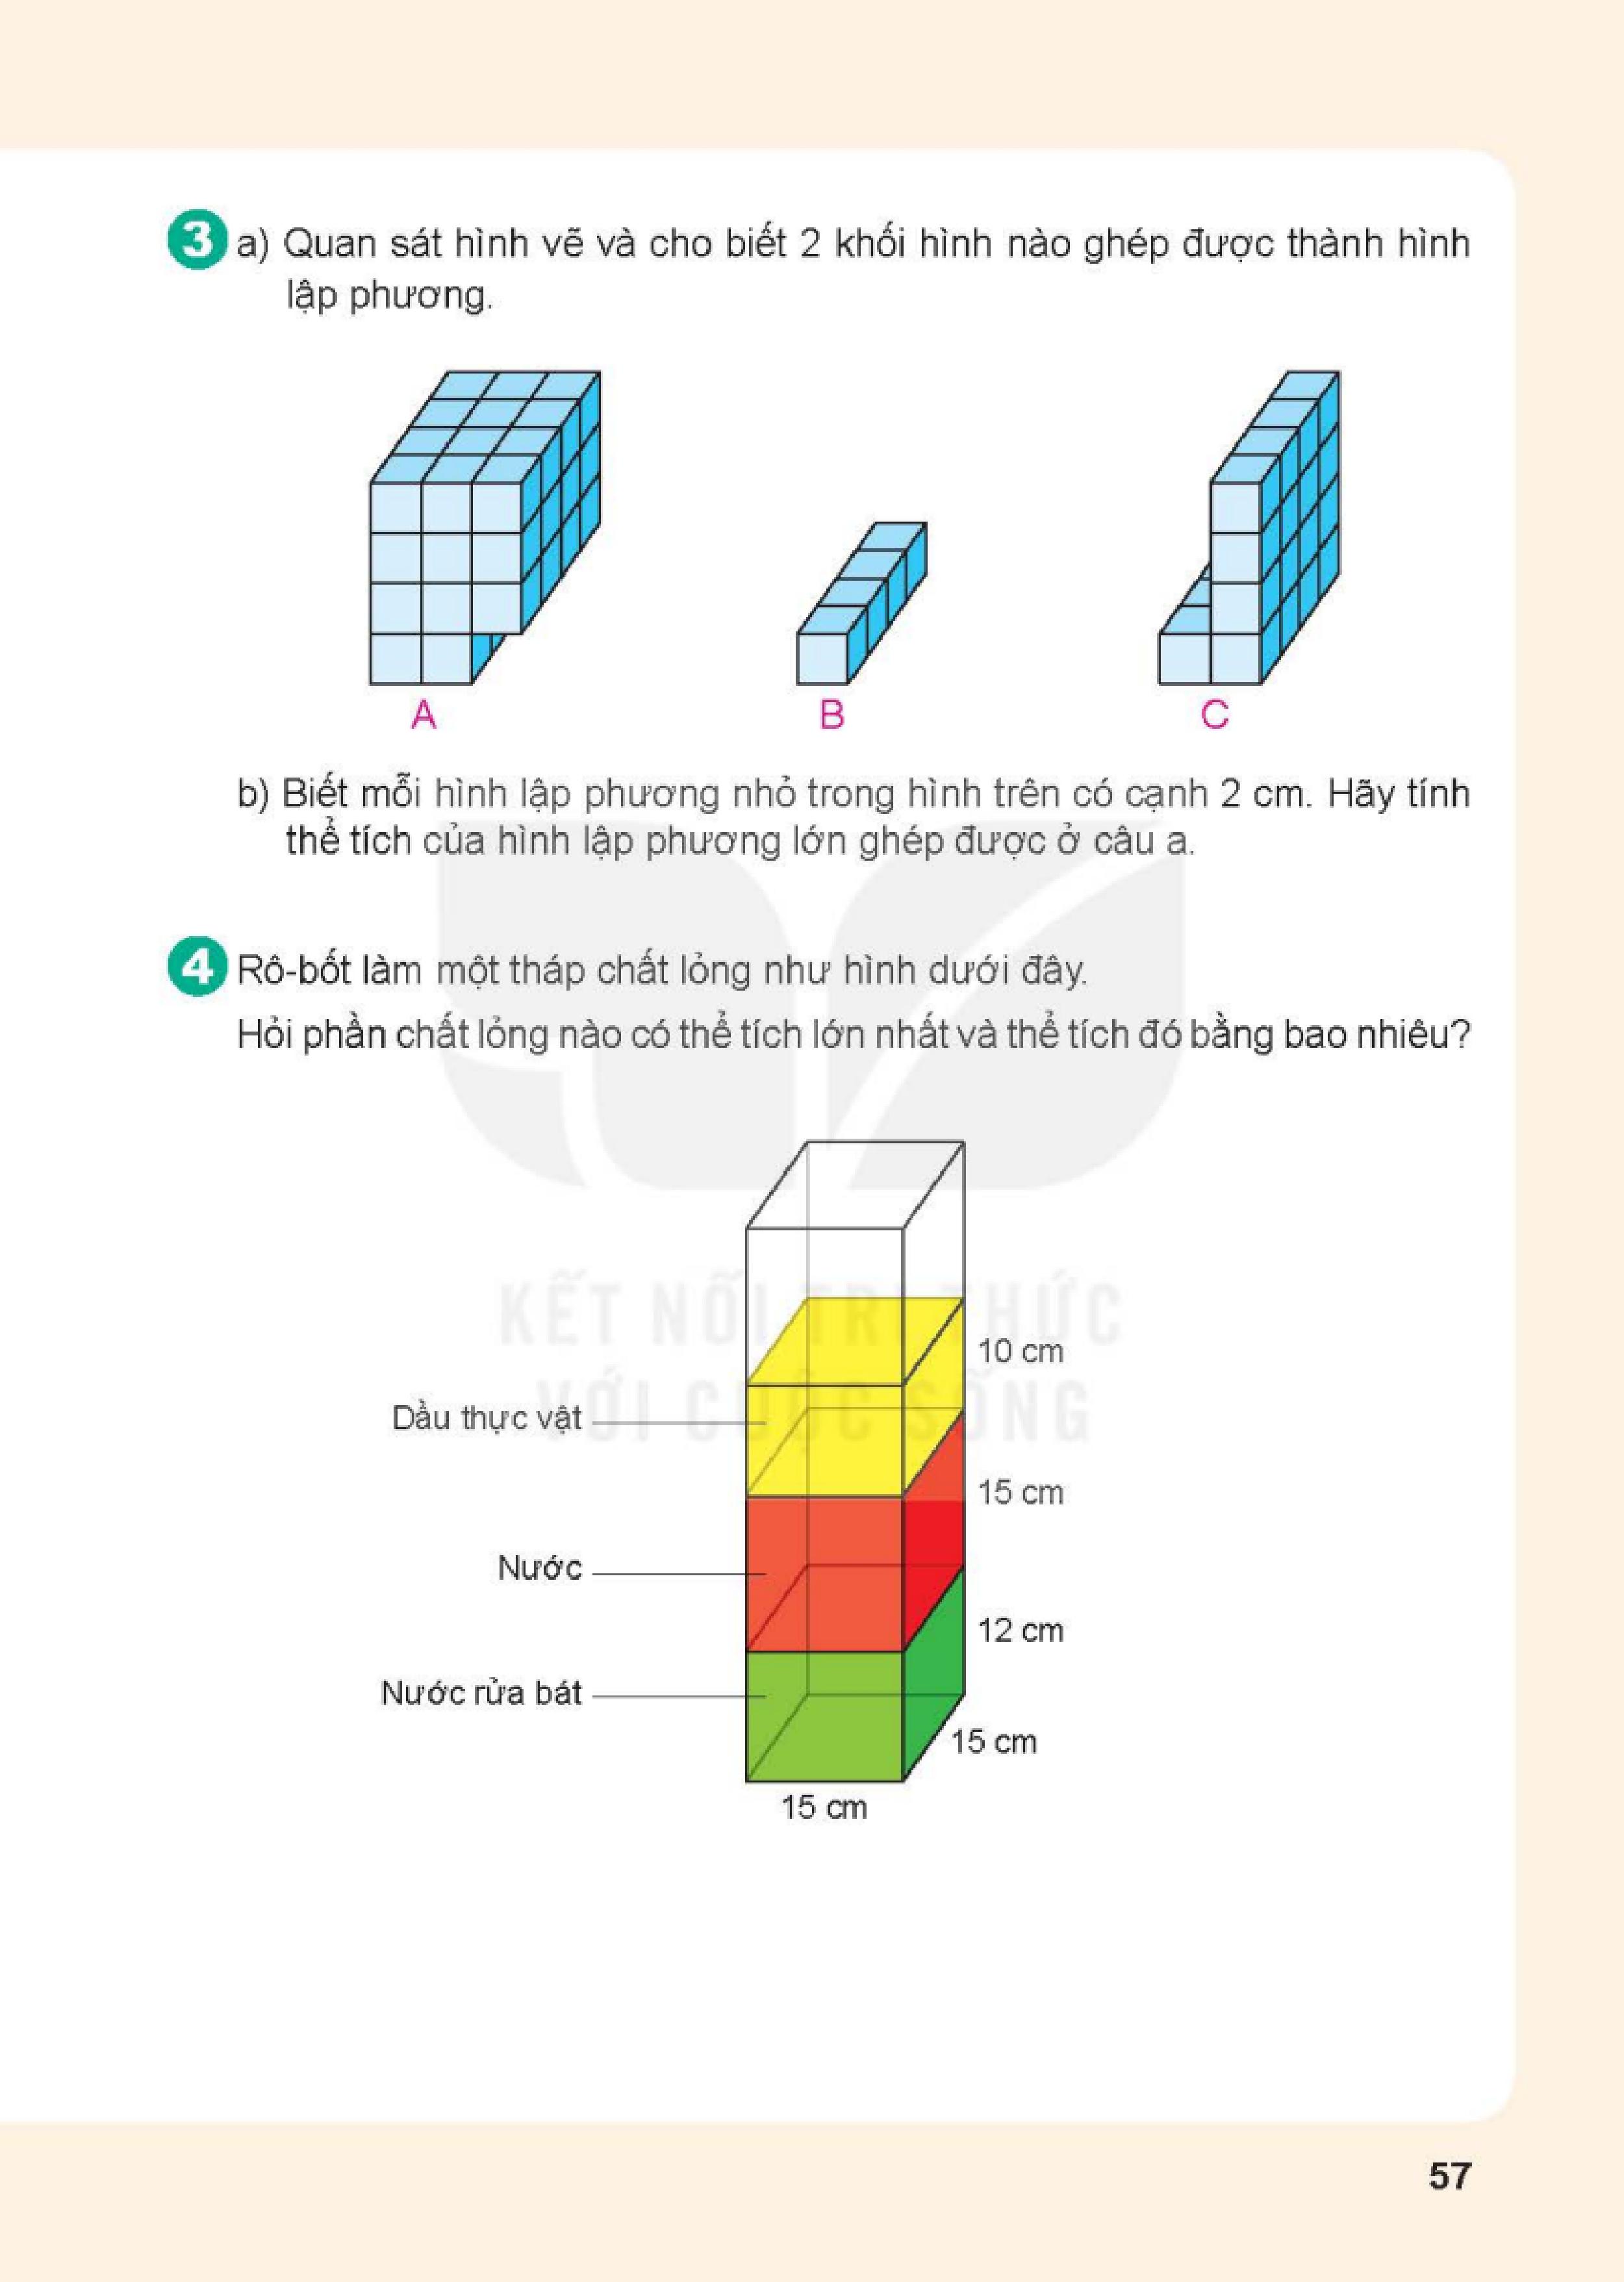 3 a) Quan sát hình vẽ và cho biết 2 khối hình nào ghép được thành hình
lập phương.
A B C
b) Biết mỗi hình lập phương nhỏ trong hình trên có cạnh 2 cm. Hãy tính
thể tích của hình lập phương lớn ghép được ở câu a.
4 Rô-bốt làm một tháp chất lỏng như hình dưới đây.
Hỏi phần chất lỏng nào có thể tích lớn nhất và thể tích đó bằng bao nhiêu?
KẾT NỐI TRI THỨC
10 cm
VỚI CUỘC SỐNG
Dầu thực vật
15 cm
Nước
12 cm
Nước rửa bát
15 cm
15 cm
57